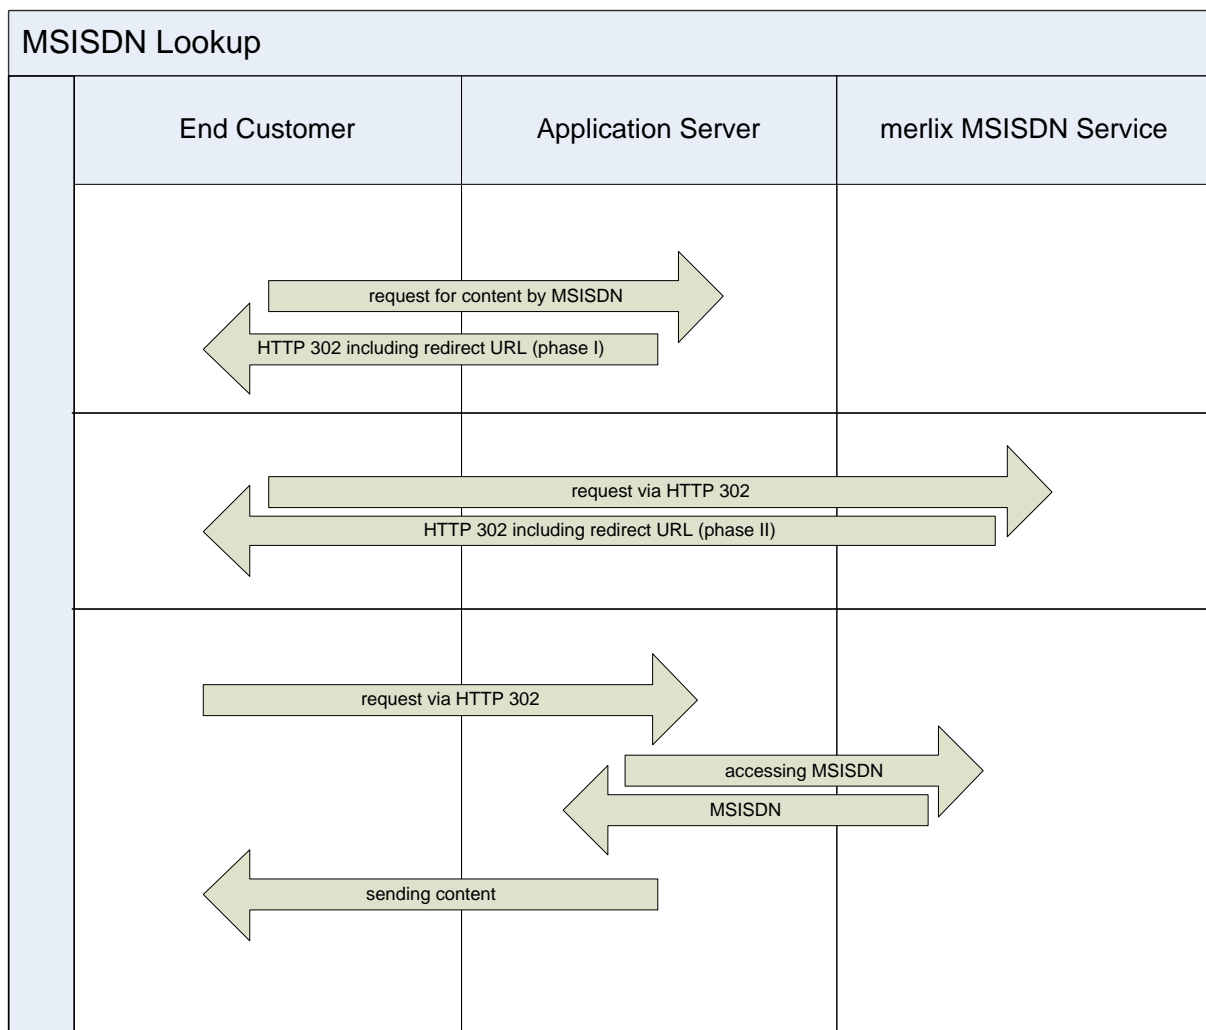 MSISDN Lookup
End Customer
Application Server
merlix MSISDN Service
request for content by MSISDN
HTTP 302 including redirect URL (phase I)
request via HTTP 302
HTTP 302 including redirect URL (phase II)
request via HTTP 302
accessing MSISDN
MSISDN
sending content